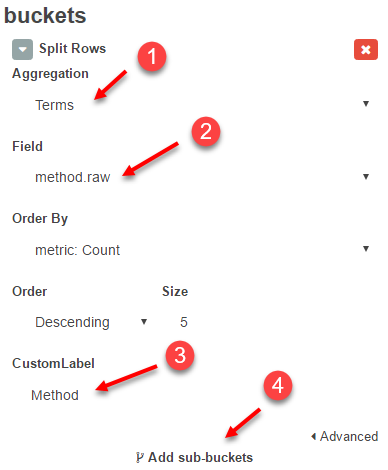 buckets
Split Rows
Aggregation
1
Terms
2
Field
method.raw
Order By
metric: Count
Order Size
Descending 5
3
CustomLabel
Method
4
Advanced
Add sub-buckets